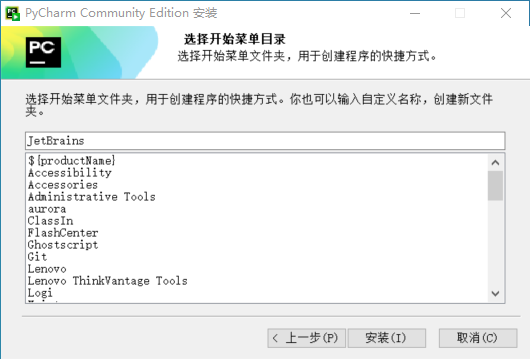 PyCharm Community Edition 安装
PC
选择开始菜单目录
选择开始菜单文件夹，用于创建程序的快捷方式。
选择开始菜单文件夹，用于创建程序的快捷方式。你也可以输入自定义名称，创建新文件
夹。
JetBrains
${productName}
Accessibility
Accessories
Administrative Tools
aurora
ClassIn
FlashCenter
Ghostscript
Git
Lenovo
Lenovo ThinkVantage Tools
Logi
< 上一步(P)
安装(I)
取消(C)